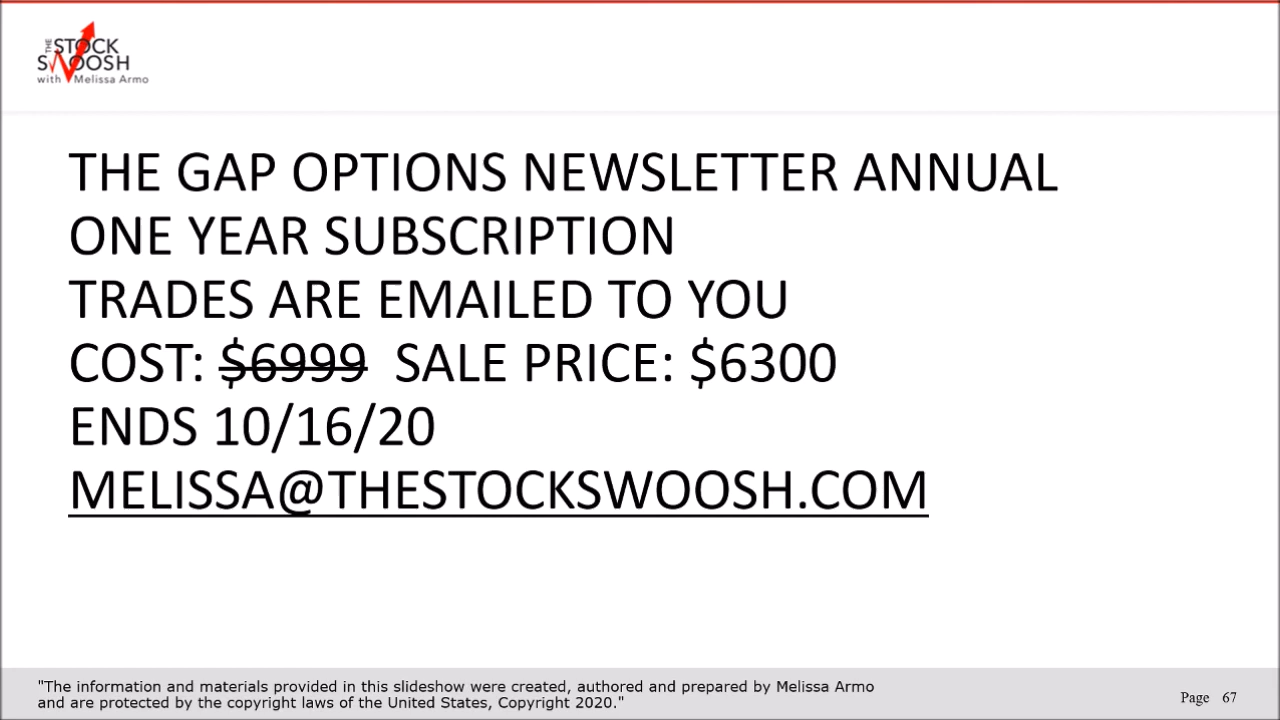 THE
STOCK
SWOOSH
with Melissa Armo
THE GAP OPTIONS NEWSLETTER ANNUAL
ONE YEAR SUBSCRIPTION
TRADES ARE EMAILED TO YOU
COST: $6999 SALE PRICE: $6300
ENDS 10/16/20
MELISSA@THESTOCKSWOOSH.COM
"The information and materials provided in this slideshow were created, authored and prepared by Melissa Armo
and are protected by the copyright laws of the United States, Copyright 2020."
Page 67